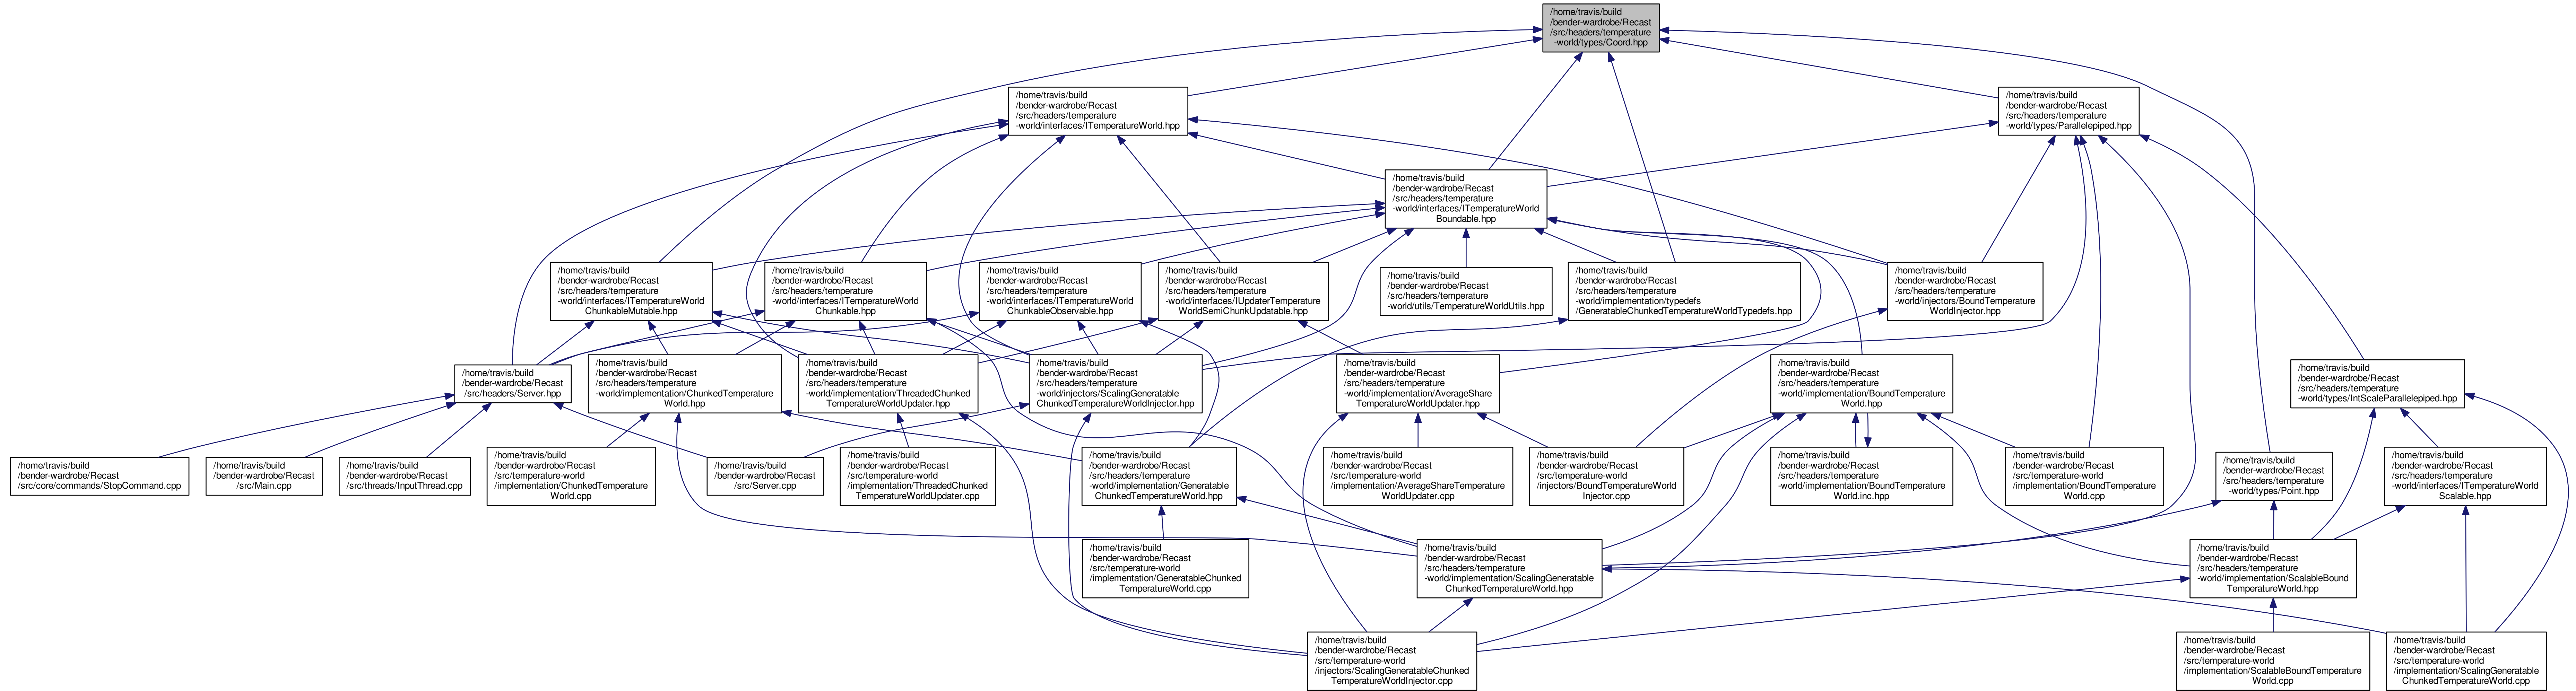 /home/travis/build
/bender-wardrobe/Recast
/src/headers/temperature
-world/types/Coord.hpp
/home/travis/build
/bender-wardrobe/Recast
/src/headers/temperature
-world/interfaces/ITemperatureWorld.hpp
/home/travis/build
/bender-wardrobe/Recast
/src/headers/temperature
-world/types/Parallelepiped.hpp
/home/travis/build
/bender-wardrobe/Recast
/src/headers/temperature
-world/interfaces/ITemperatureWorld
Boundable.hpp
/home/travis/build
/bender-wardrobe/Recast
/src/headers/temperature
-world/interfaces/ITemperatureWorld
ChunkableMutable.hpp
/home/travis/build
/bender-wardrobe/Recast
/src/headers/temperature
-world/interfaces/ITemperatureWorld
Chunkable.hpp
/home/travis/build
/bender-wardrobe/Recast
/src/headers/temperature
-world/interfaces/ITemperatureWorld
ChunkableObservable.hpp
/home/travis/build
/bender-wardrobe/Recast
/src/headers/temperature
-world/interfaces/IUpdaterTemperature
WorldSemiChunkUpdatable.hpp
/home/travis/build
/bender-wardrobe/Recast
/src/headers/temperature
-world/utils/TemperatureWorldUtils.hpp
/home/travis/build
/bender-wardrobe/Recast
/src/headers/temperature
-world/implementation/typedefs
/GeneratableChunkedTemperatureWorldTypedefs.hpp
/home/travis/build
/bender-wardrobe/Recast
/src/headers/temperature
-world/injectors/BoundTemperature
WorldInjector.hpp
/home/travis/build
/bender-wardrobe/Recast
/src/headers/Server.hpp
/home/travis/build
/bender-wardrobe/Recast
/src/headers/temperature
-world/implementation/ChunkedTemperature
World.hpp
/home/travis/build
/bender-wardrobe/Recast
/src/headers/temperature
-world/implementation/ThreadedChunked
TemperatureWorldUpdater.hpp
/home/travis/build
/bender-wardrobe/Recast
/src/headers/temperature
-world/injectors/ScalingGeneratable
ChunkedTemperatureWorldInjector.hpp
/home/travis/build
/bender-wardrobe/Recast
/src/headers/temperature
-world/implementation/AverageShare
TemperatureWorldUpdater.hpp
/home/travis/build
/bender-wardrobe/Recast
/src/headers/temperature
-world/implementation/BoundTemperature
World.hpp
/home/travis/build
/bender-wardrobe/Recast
/src/headers/temperature
-world/types/IntScaleParallelepiped.hpp
/home/travis/build
/bender-wardrobe/Recast
/src/core/commands/StopCommand.cpp
/home/travis/build
/bender-wardrobe/Recast
/src/Main.cpp
/home/travis/build
/bender-wardrobe/Recast
/src/threads/InputThread.cpp
/home/travis/build
/bender-wardrobe/Recast
/src/temperature-world
/implementation/ChunkedTemperature
World.cpp
/home/travis/build
/bender-wardrobe/Recast
/src/Server.cpp
/home/travis/build
/bender-wardrobe/Recast
/src/temperature-world
/implementation/ThreadedChunked
TemperatureWorldUpdater.cpp
/home/travis/build
/bender-wardrobe/Recast
/src/headers/temperature
-world/implementation/Generatable
ChunkedTemperatureWorld.hpp
/home/travis/build
/bender-wardrobe/Recast
/src/temperature-world
/implementation/AverageShareTemperature
WorldUpdater.cpp
/home/travis/build
/bender-wardrobe/Recast
/src/temperature-world
/injectors/BoundTemperatureWorld
Injector.cpp
/home/travis/build
/bender-wardrobe/Recast
/src/headers/temperature
-world/implementation/BoundTemperature
World.inc.hpp
/home/travis/build
/bender-wardrobe/Recast
/src/temperature-world
/implementation/BoundTemperature
World.cpp
/home/travis/build
/bender-wardrobe/Recast
/src/headers/temperature
-world/types/Point.hpp
/home/travis/build
/bender-wardrobe/Recast
/src/headers/temperature
-world/interfaces/ITemperatureWorld
Scalable.hpp
/home/travis/build
/bender-wardrobe/Recast
/src/temperature-world
/implementation/GeneratableChunked
TemperatureWorld.cpp
/home/travis/build
/bender-wardrobe/Recast
/src/headers/temperature
-world/implementation/ScalingGeneratable
ChunkedTemperatureWorld.hpp
/home/travis/build
/bender-wardrobe/Recast
/src/headers/temperature
-world/implementation/ScalableBound
TemperatureWorld.hpp
/home/travis/build
/bender-wardrobe/Recast
/src/temperature-world
/injectors/ScalingGeneratableChunked
TemperatureWorldInjector.cpp
/home/travis/build
/bender-wardrobe/Recast
/src/temperature-world
/implementation/ScalableBoundTemperature
World.cpp
/home/travis/build
/bender-wardrobe/Recast
/src/temperature-world
/implementation/ScalingGeneratable
ChunkedTemperatureWorld.cpp